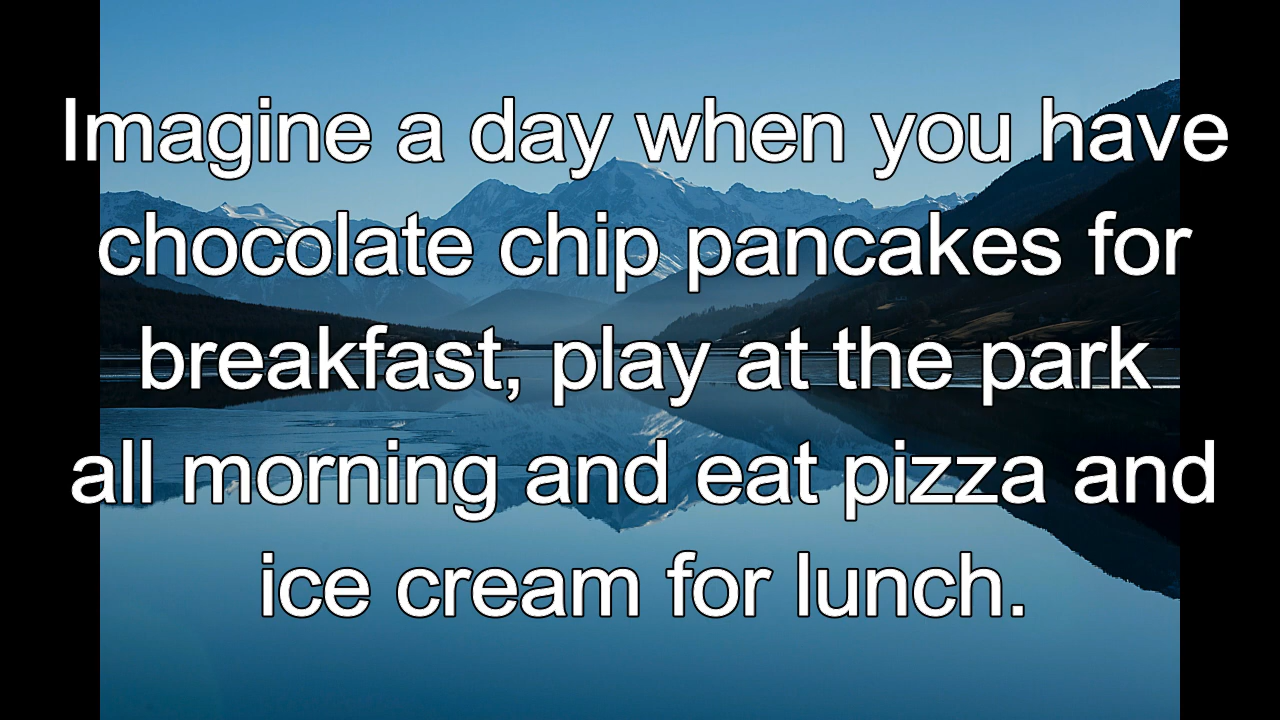 Imagine a day when you have
chocolate chip pancakes for
breakfast, play at the park
all morning and eat pizza and
ice cream for lunch.